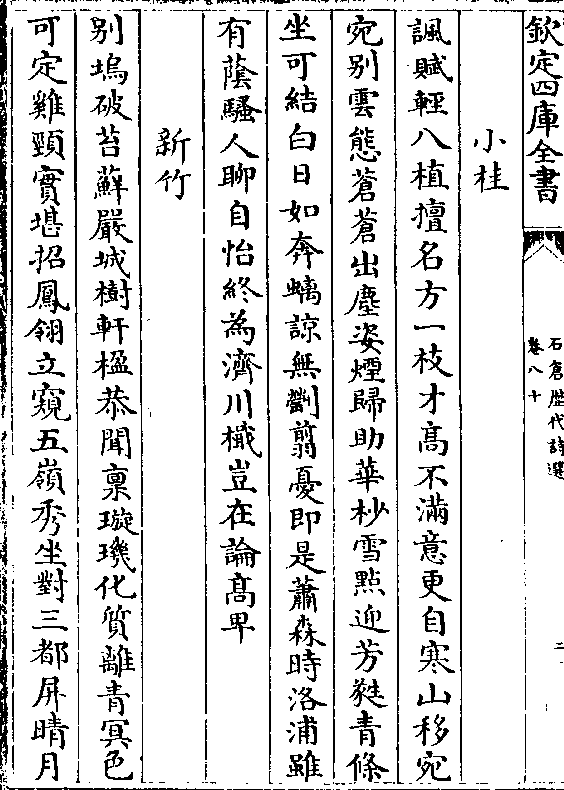 欽定四庫全書
石倉歴代詩選
卷八十
二
小桂
諷賦輕八植擅名方一枝才髙不滿意更自寒山移宛
宛别雲態蒼蒼出塵姿煙歸助華杪雪㸃迎芳蕤青條
坐可結白日如奔螭諒無劚翦憂即是蕭森時洛浦雖
有蔭騷人聊自怡終為濟川檝豈在論髙卑
新竹
别塢破苔蘚嚴城樹軒楹恭聞禀璇璣化質離青冥色
可定雞頸實堪招鳳翎立窺五嶺秀坐對三都屏晴月